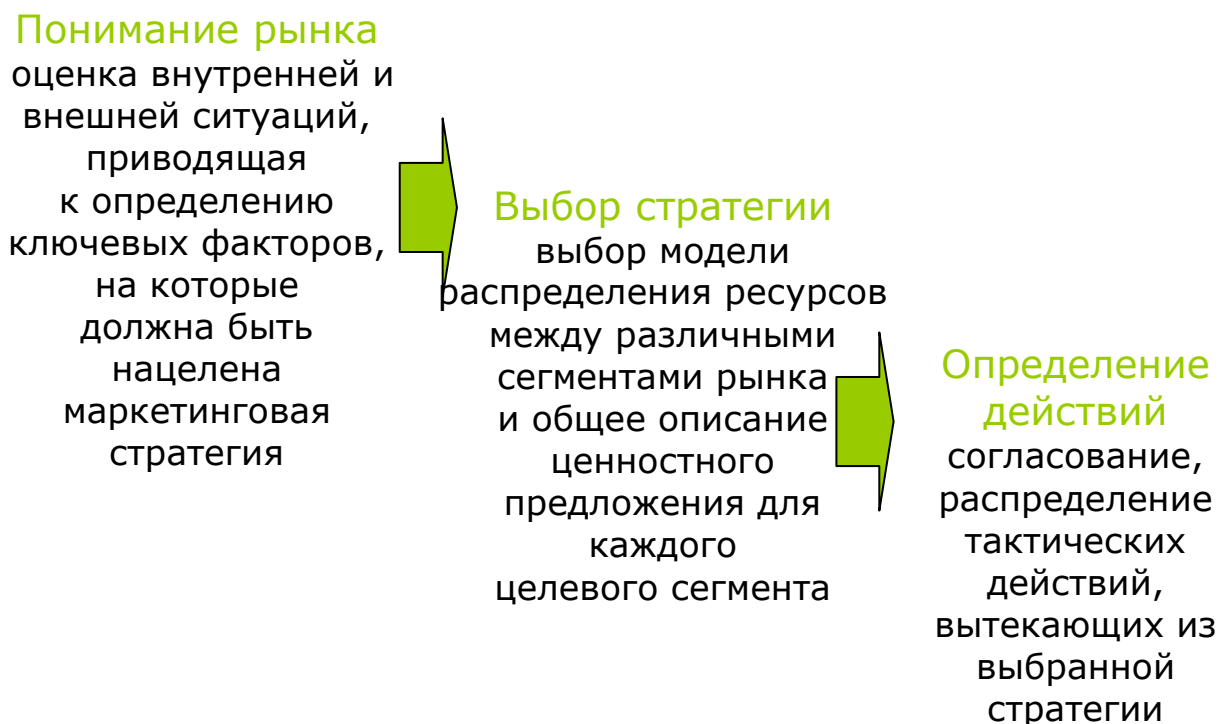 Понимание рынка
оценка внутренней и
внешней ситуаций,
приводящая
к определению
ключевых факторов,
на которые
должна быть
нацелена
маркетинговая
стратегия
Выбор стратегии
выбор модели
распределения ресурсов
между различными
сегментами рынка
и общее описание
ценностного
предложения для
каждого
целевого сегмента
Определение
действий
согласование,
распределение
тактических
действий,
вытекающих из
выбранной
стратегии